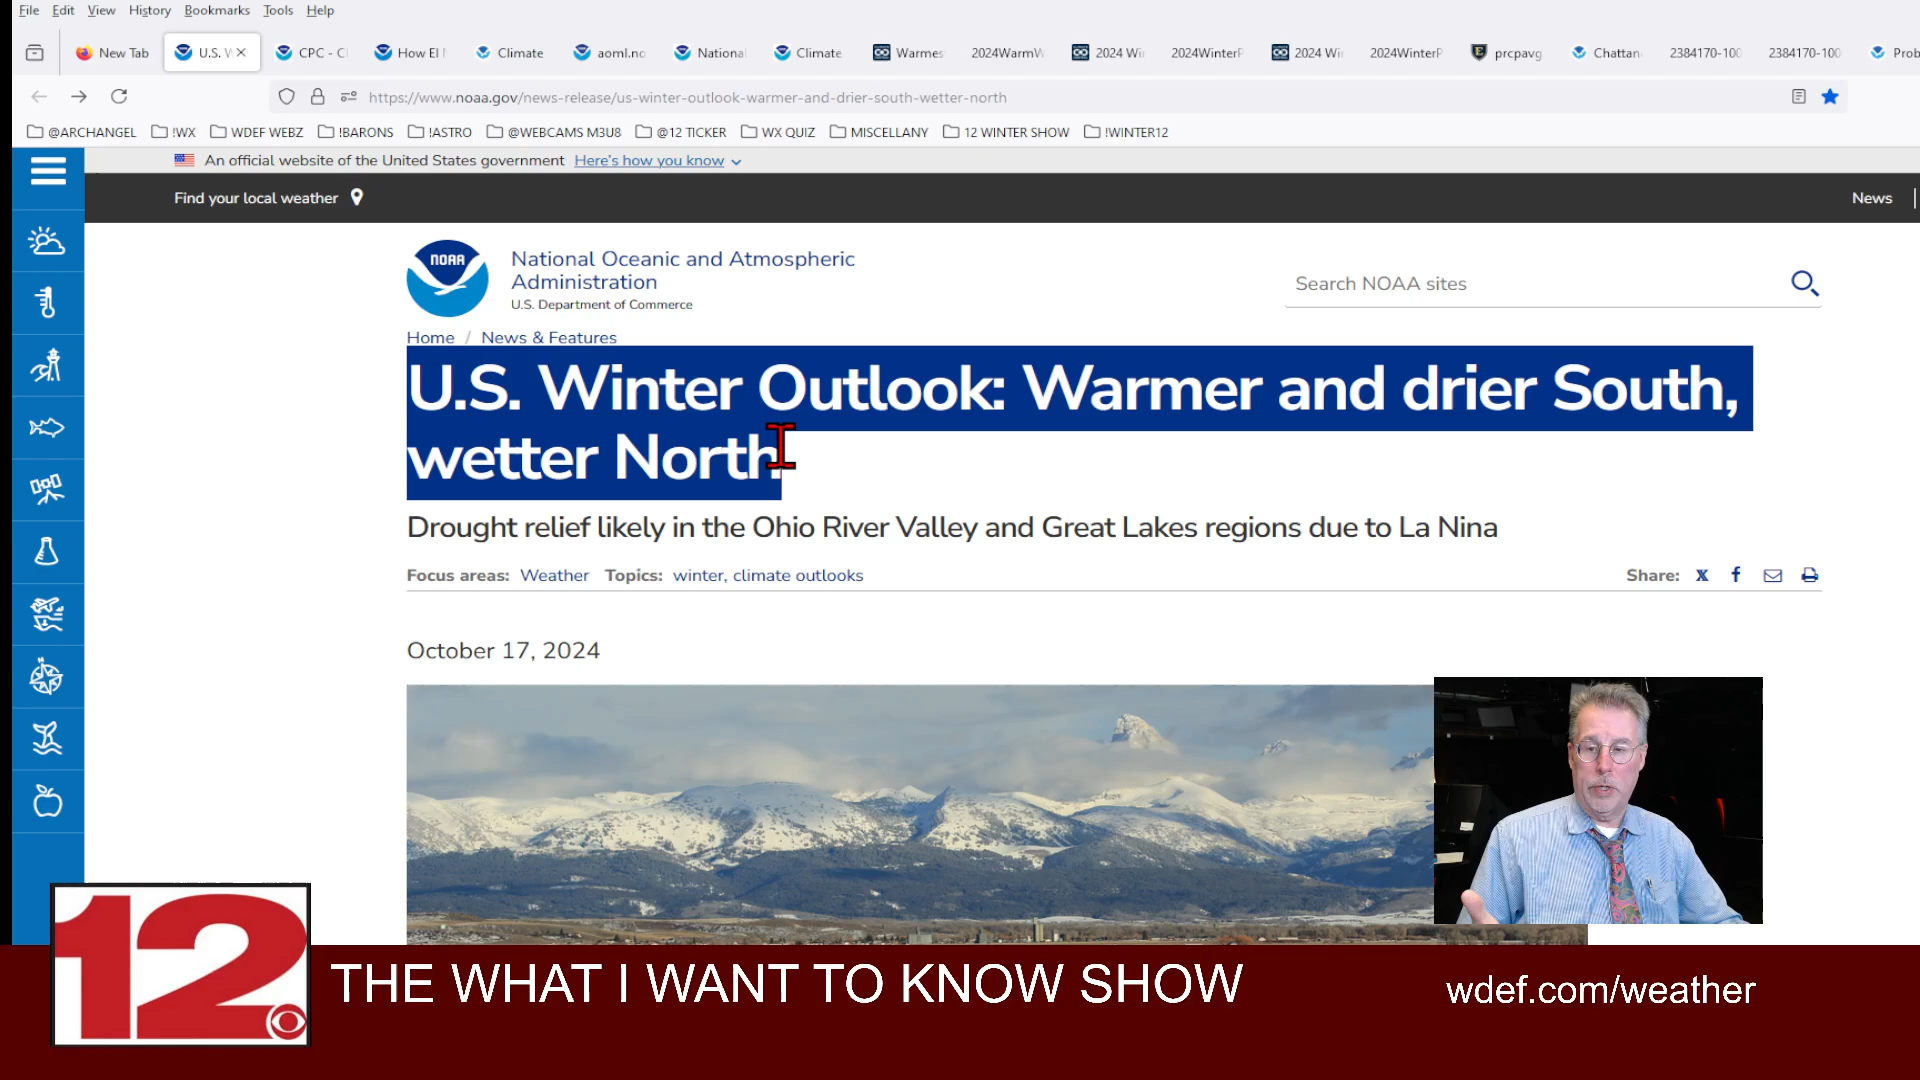 File Edit View History Bookmarks Tools Help
New Tab U.S. CPC - How El Climate aoml.no National Climate Warmes 2024WarmW 2024 Wi 2024Winter 2024 Wi 2024Winter prcpavg Chattan 2384170-100 2384170-100 Prob
https://www.noaa.gov/news-release/us-winter-outlook-warmer-and-drier-south-wetter-north
@ARCHANGEL !WX WDEF WEBZ !BARONS !ASTRO @WEBCAMS M3U8 @12 TICKER WX QUIZ MISCELLANY 12 WINTER SHOW !WINTER12
An official website of the United States government Here's how you know
Find your local weather News
NOAA
National Oceanic and Atmospheric
Administration
U.S. Department of Commerce
Search NOAA sites
Home / News & Features
U.S. Winter Outlook: Warmer and drier South,
wetter North
Drought relief likely in the Ohio River Valley and Great Lakes regions due to La Nina
Focus areas: Weather Topics: winter, climate outlooks Share:
October 17, 2024
12
THE WHAT I WANT TO KNOW SHOW
wdef.com/weather